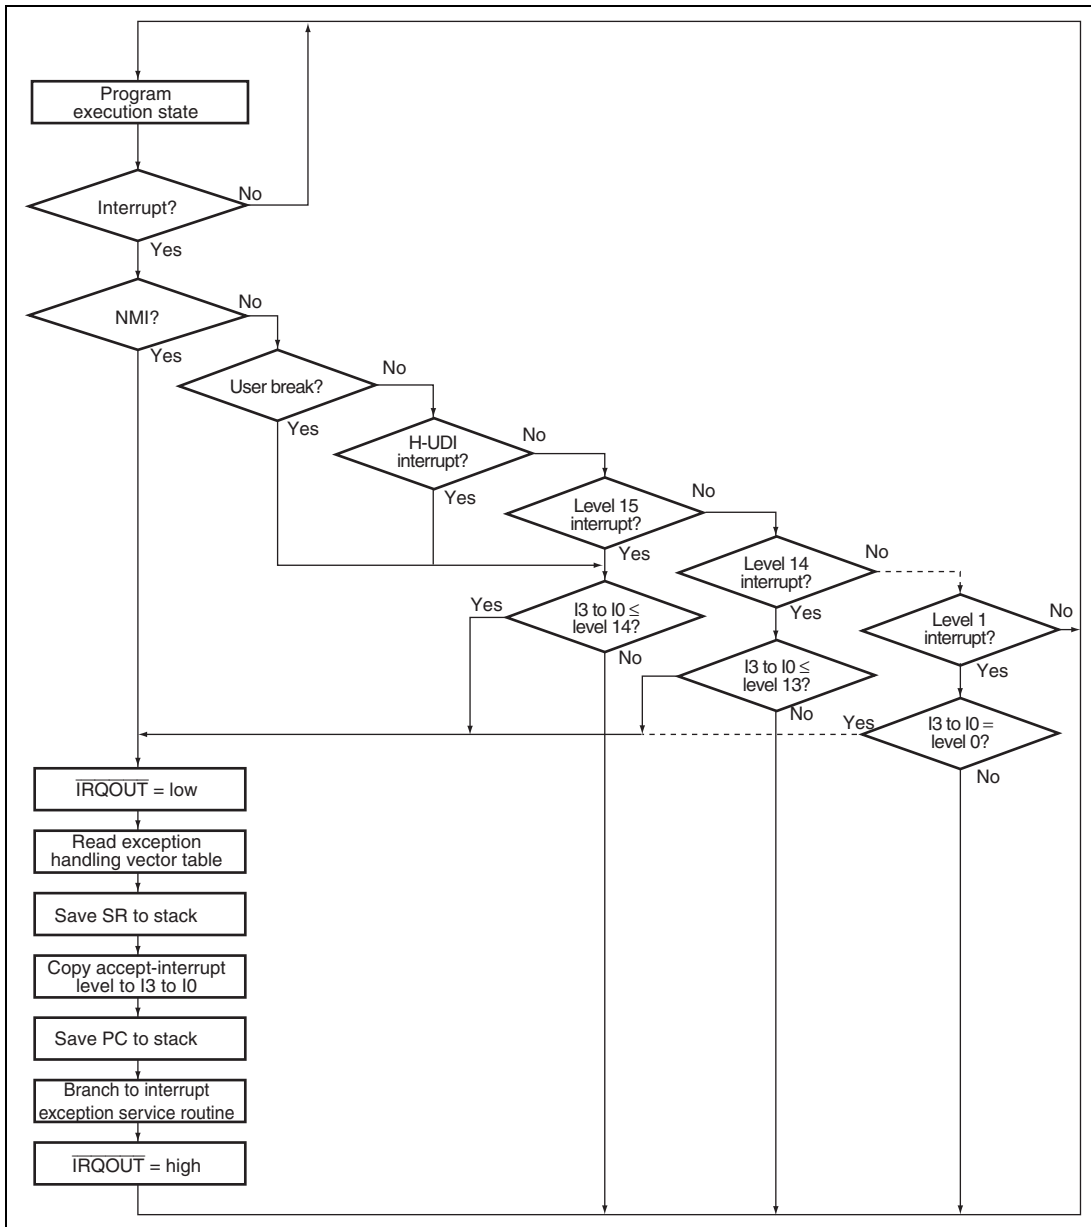 Program
execution state
Interrupt?
No
Yes
NMI?
No
Yes
User break?
No
Yes
H-UDI
interrupt?
No
Yes
Level 15
interrupt?
No
Yes
Level 14
interrupt?
No
Yes
Level 1
interrupt?
No
Yes
Yes
I3 to I0 ≤
level 14?
No
I3 to I0 ≤
level 13?
No
Yes
I3 to I0 =
level 0?
No
IRQOUT = low
Read exception
handling vector table
Save SR to stack
Copy accept-interrupt
level to I3 to I0
Save PC to stack
Branch to interrupt
exception service routine
IRQOUT = high